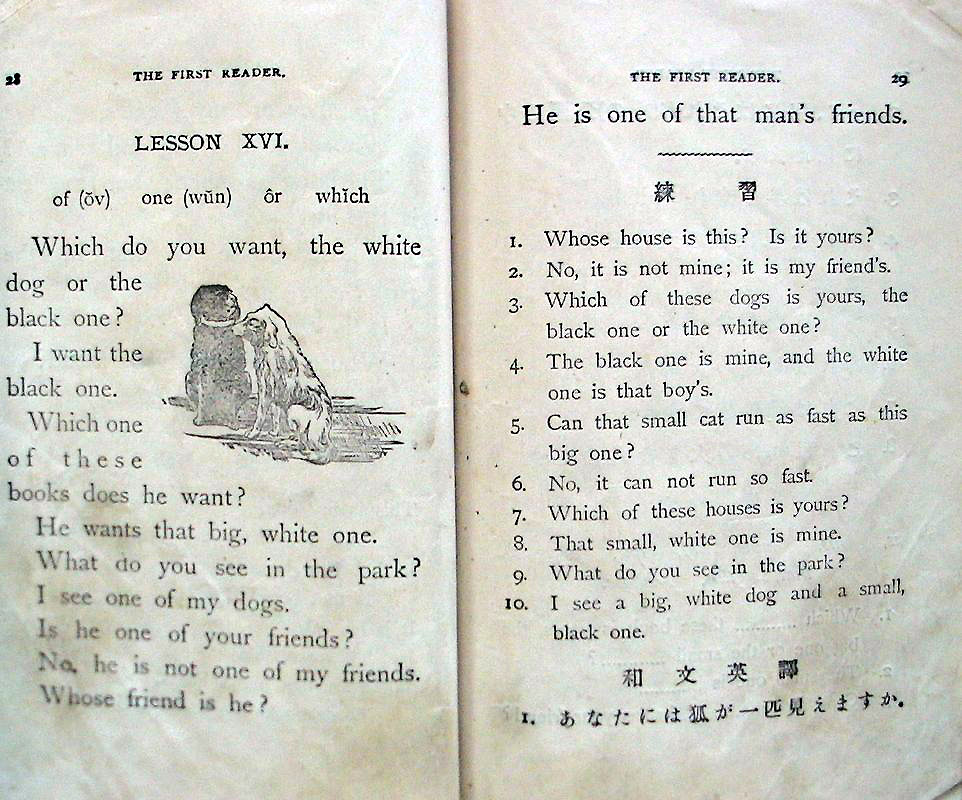 28
THE FIRST READER.
LESSON XVI.
of (ŏv) one (wŭn) ôr whĭch
Which do you want, the white
dog or the
black one?
I want the
black one.
Which one
of these
books does he want?
He wants that big, white one.
What do you see in the park?
I see one of my dogs.
Is he one of your friends?
No, he is not one of my friends.
Whose friend is he?
THE FIRST READER.
29
He is one of that man's friends.
練習
1. Whose house is this? Is it yours?
2. No, it is not mine; it is my friend's.
3. Which of these dogs is yours, the
black one or the white one?
4. The black one is mine, and the white
one is that boy's.
5. Can that small cat run as fast as this
big one?
6. No, it can not run so fast.
7. Which of these houses is yours?
8. That small, white one is mine.
9. What do you see in the park?
10. I see a big, white dog and a small,
black one.
和文英譯
1. あなたには狐が一匹見えますか。